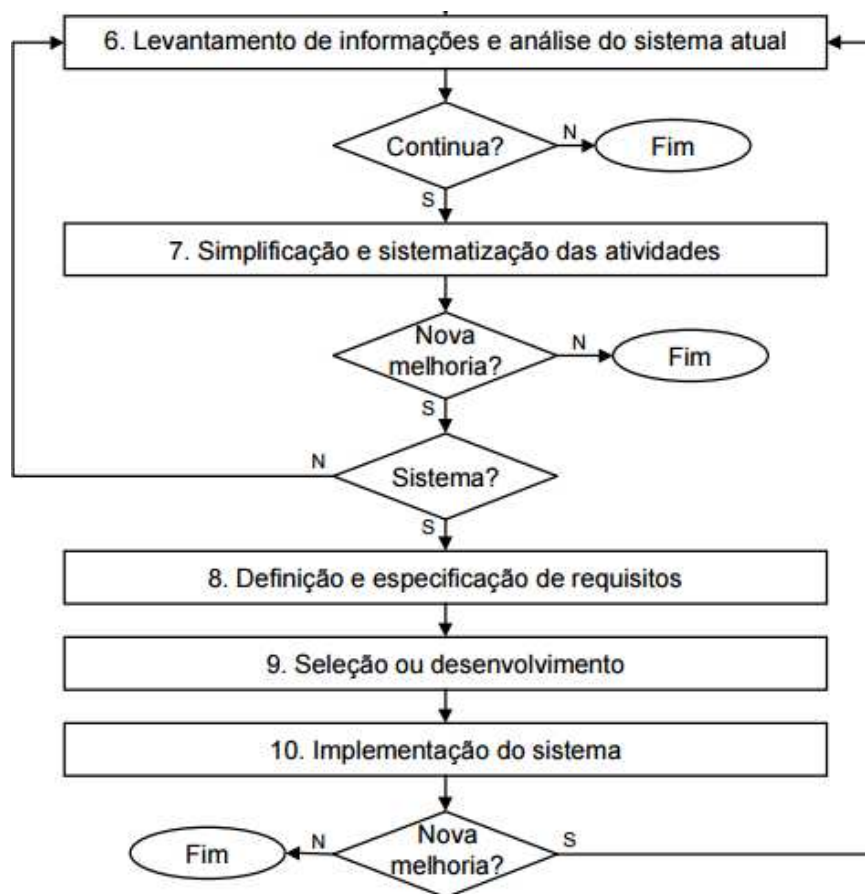 6. Levantamento de informações e análise do sistema atual
Continua?
N
Fim
S
7. Simplificação e sistematização das atividades
Nova
melhoria?
N
Fim
S
N
Sistema?
S
8. Definição e especificação de requisitos
9. Seleção ou desenvolvimento
10. Implementação do sistema
Fim
N
Nova
melhoria?
S